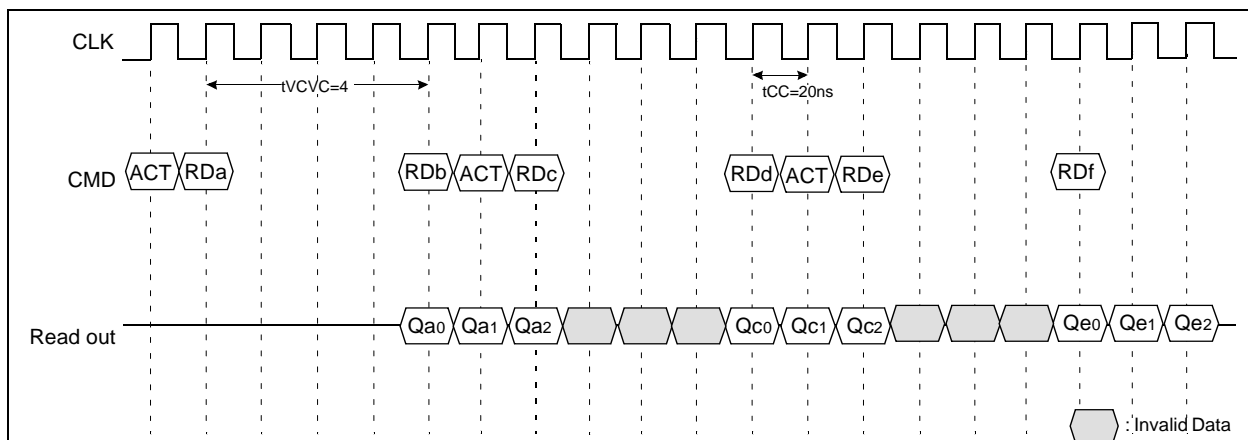 CLK
tVCVC=4
tCC=20ns
CMD
ACT RDa RDb ACT RDc RDd ACT RDe RDf
Read out
Qa0 Qa1 Qa2 Qc0 Qc1 Qc2 Qe0 Qe1 Qe2
: Invalid Data